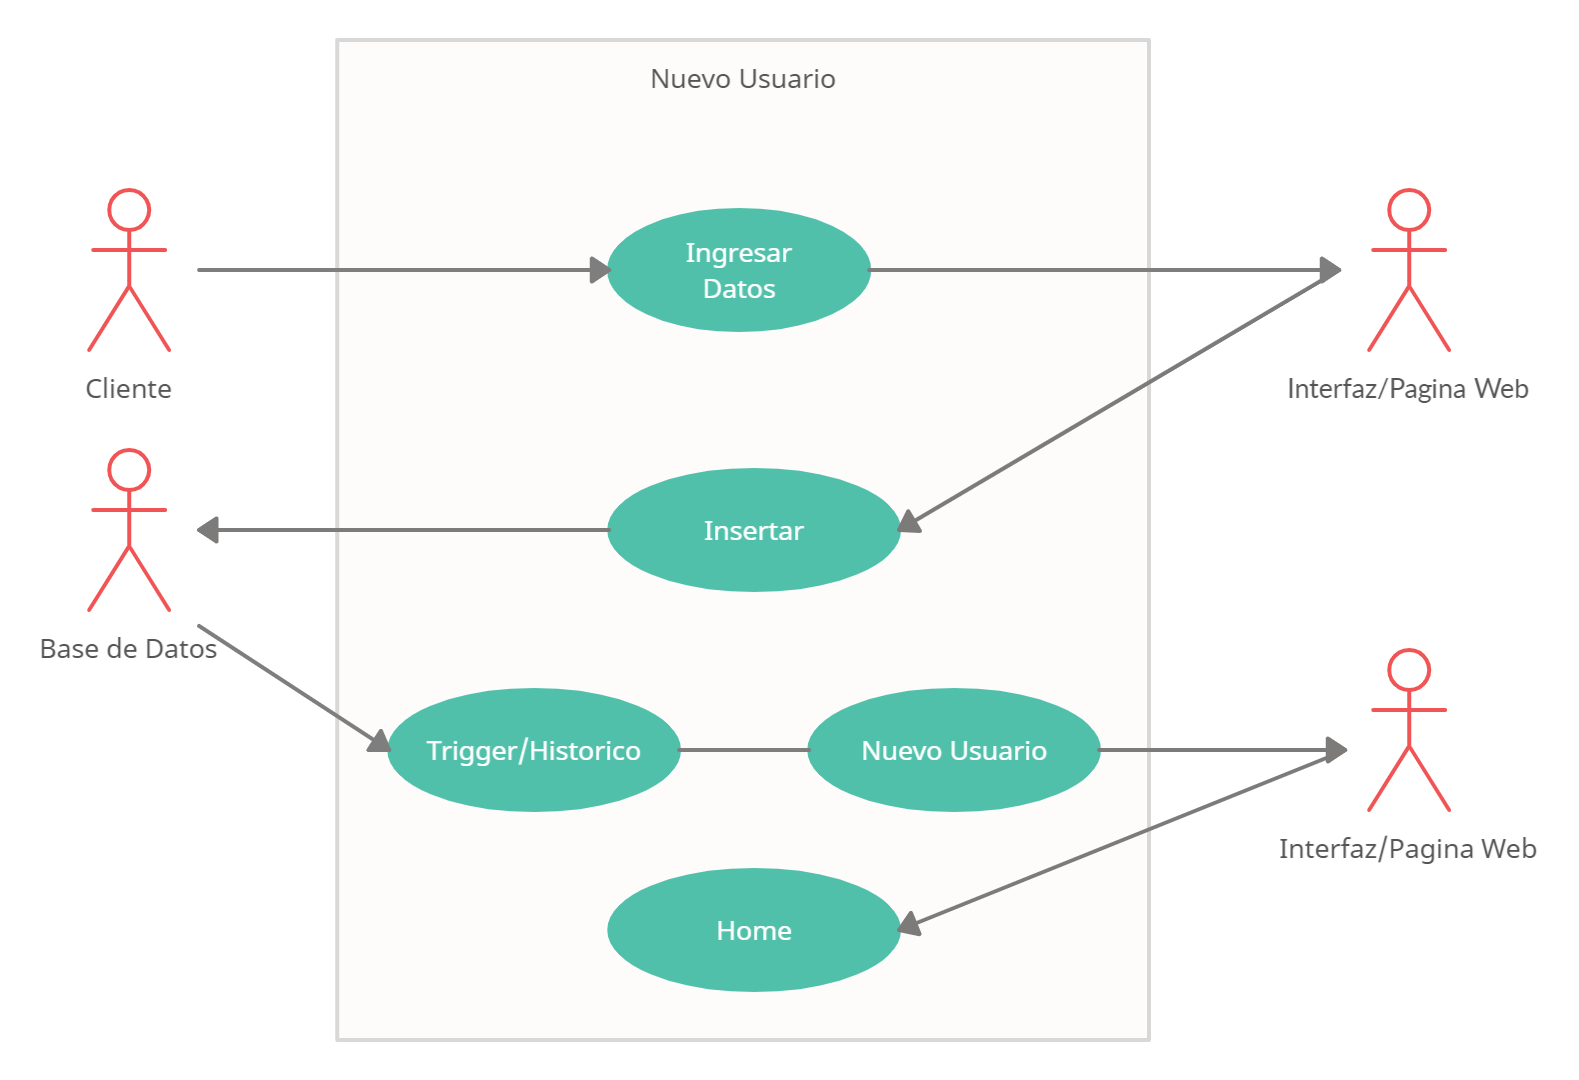 Nuevo Usuario
Ingresar
Datos
Cliente
Interfaz/Pagina Web
Insertar
Base de Datos
Trigger/Historico
Nuevo Usuario
Interfaz/Pagina Web
Home